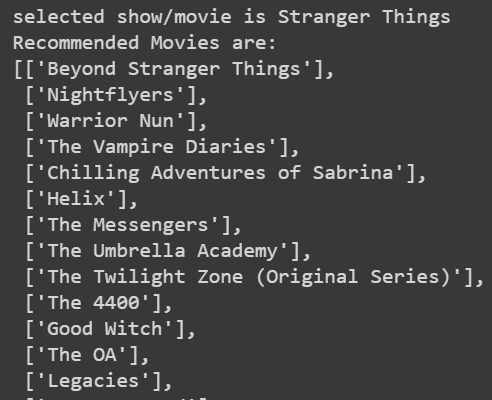 selected show/movie is Stranger Things
Recommended Movies are:
[['Beyond Stranger Things'],
['Nightflyers'],
['Warrior Nun'],
['The Vampire Diaries'],
['Chilling Adventures of Sabrina'],
['Helix'],
['The Messengers'],
['The Umbrella Academy'],
['The Twilight Zone (Original Series)'],
['The 4400'],
['Good Witch'],
['The OA'],
['Legacies'],